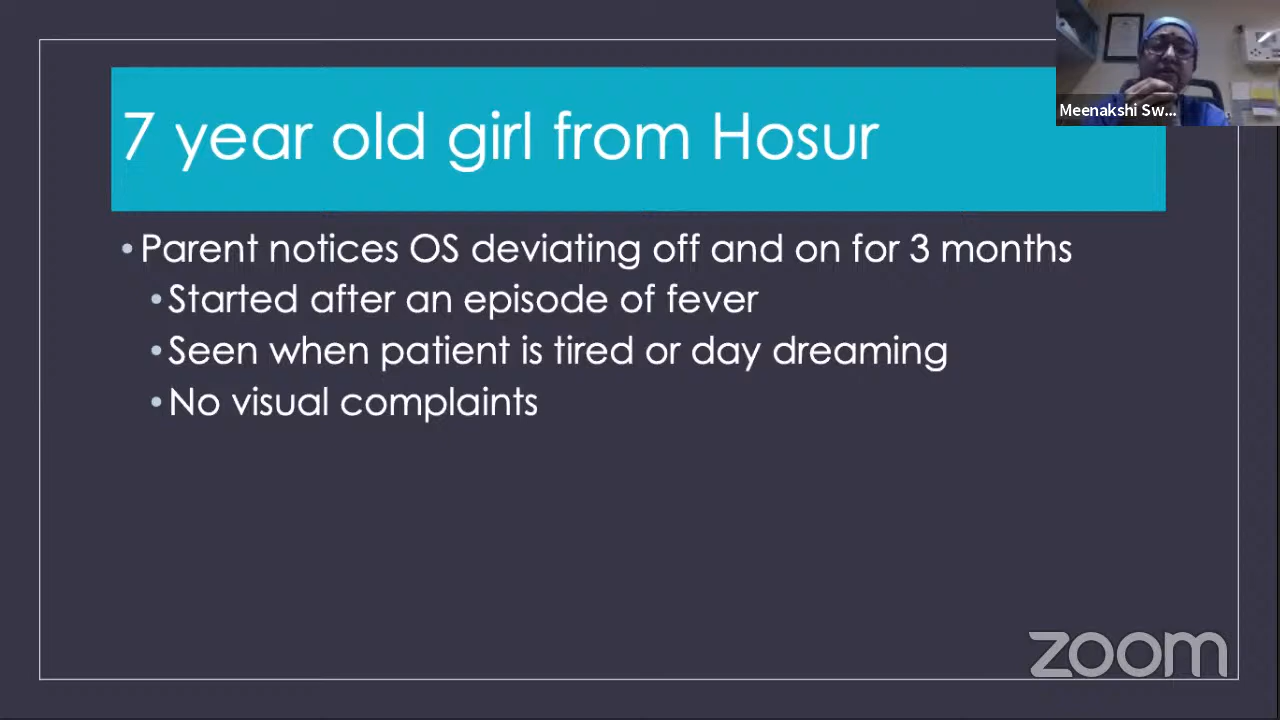 7 year old girl from Hosur
Meenakshi Sw...
• Parent notices OS deviating off and on for 3 months
• Started after an episode of fever
• Seen when patient is tired or day dreaming
• No visual complaints
zoom